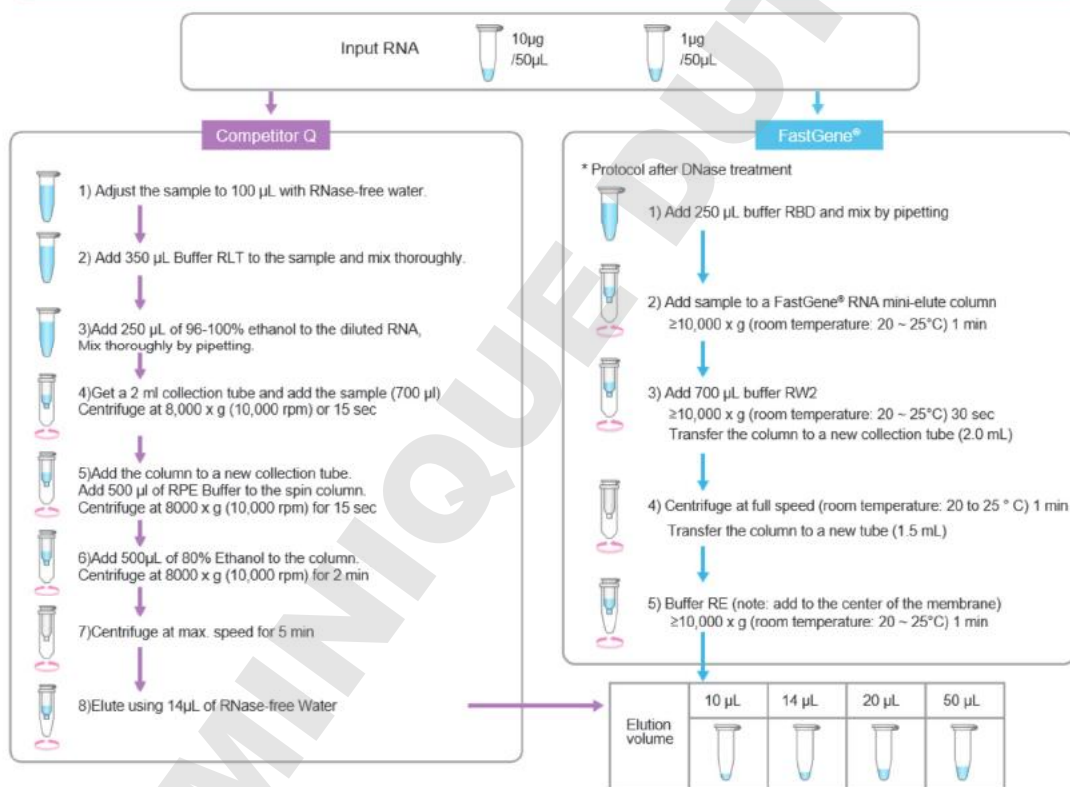 Input RNA
10µg
/50µL
1µg
/50µL
Competitor Q
1) Adjust the sample to 100 µL with RNase-free water.
2) Add 350 µL Buffer RLT to the sample and mix thoroughly.
3)Add 250 µL of 96-100% ethanol to the diluted RNA,
Mix thoroughly by pipetting.
4)Get a 2 ml collection tube and add the sample (700 µl)
Centrifuge at 8,000 x g (10,000 rpm) or 15 sec
5)Add the column to a new collection tube.
Add 500 µl of RPE Buffer to the spin column.
Centrifuge at 8000 x g (10,000 rpm) for 15 sec
6)Add 500µL of 80% Ethanol to the column.
Centrifuge at 8000 x g (10,000 rpm) for 2 min
7)Centrifuge at max. speed for 5 min
8)Elute using 14µL of RNase-free Water
FastGene®
* Protocol after DNase treatment
1) Add 250 µL buffer RBD and mix by pipetting
2) Add sample to a FastGene® RNA mini-elute column
≥10,000 x g (room temperature: 20 ~ 25°C) 1 min
3) Add 700 µL buffer RW2
≥10,000 x g (room temperature: 20 ~ 25°C) 30 sec
Transfer the column to a new collection tube (2.0 mL)
4) Centrifuge at full speed (room temperature: 20 to 25 ° C) 1 min
Transfer the column to a new tube (1.5 mL)
5) Buffer RE (note: add to the center of the membrane)
≥10,000 x g (room temperature: 20 ~ 25°C) 1 min
Elution
volume
10 µL
14 µL
20 µL
50 µL
MINIQUE DUT